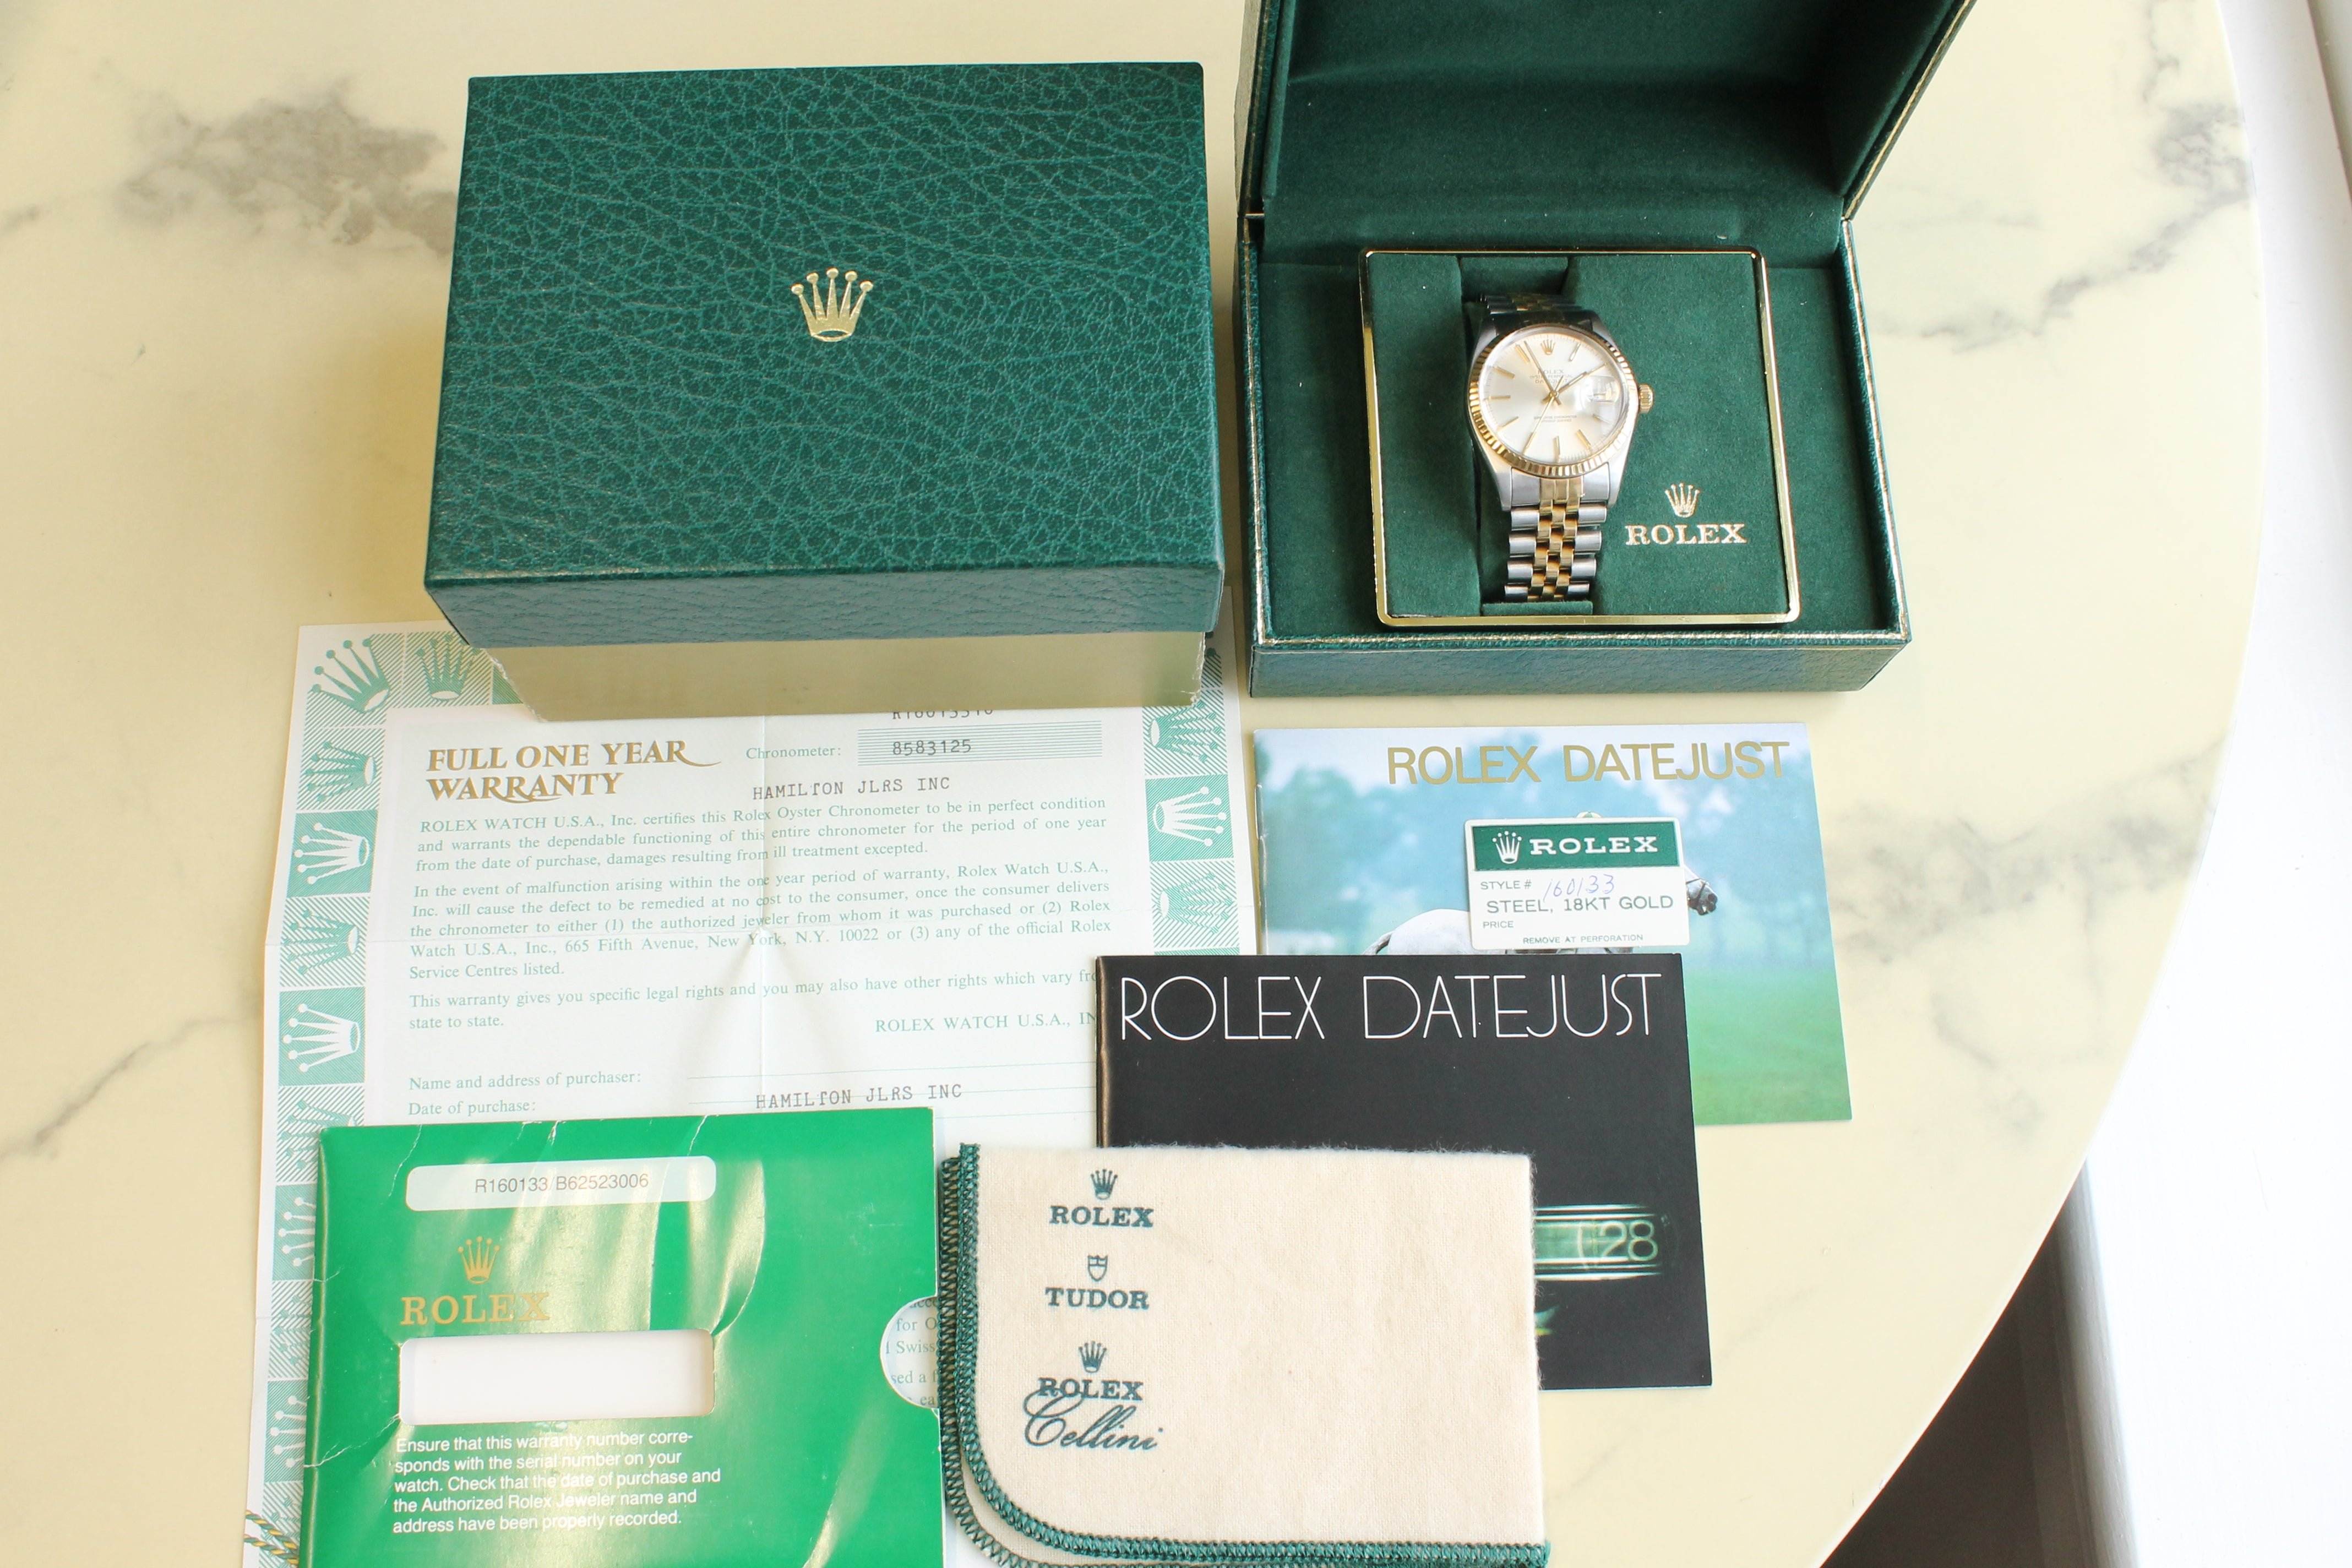 ROLEX
ROLEX
R16013310
Chronometer: 8583125
FULL ONE YEAR
WARRANTY
HAMILTON JLRS INC
ROLEX WATCH U.S.A., Inc. certifies this Rolex Oyster Chronometer to be in perfect condition
and warrants the dependable functioning of this entire chronometer for the period of one year
from the date of purchase, damages resulting from ill treatment excepted.
In the event of malfunction arising within the one year period of warranty, Rolex Watch U.S.A.,
Inc. will cause the defect to be remedied at no cost to the consumer, once the consumer delivers
the chronometer to either (1) the authorized jeweler from whom it was purchased or (2) Rolex
Watch U.S.A., Inc., 665 Fifth Avenue, New York, N.Y. 10022 or (3) any of the official Rolex
Service Centres listed.
This warranty gives you specific legal rights and you may also have other rights which vary
state to state.
ROLEX WATCH U.S.A.,
Name and address of purchaser:
HAMILTON JLRS INC
Date of purchase:
ROLEX DATEJUST
ROLEX
STYLE # 160133
STEEL, 18KT GOLD
PRICE
REMOVE AT PERFORATION
ROLEX DATEJUST
28
R160133 B62523006
ROLEX
Ensure that this warranty number corre-
sponds with the serial number on your
watch. Check that the date of purchase and
the Authorized Rolex Jeweler name and
address have been properly recorded.
for
Swiss
ROLEX
TUDOR
ROLEX
Cellini